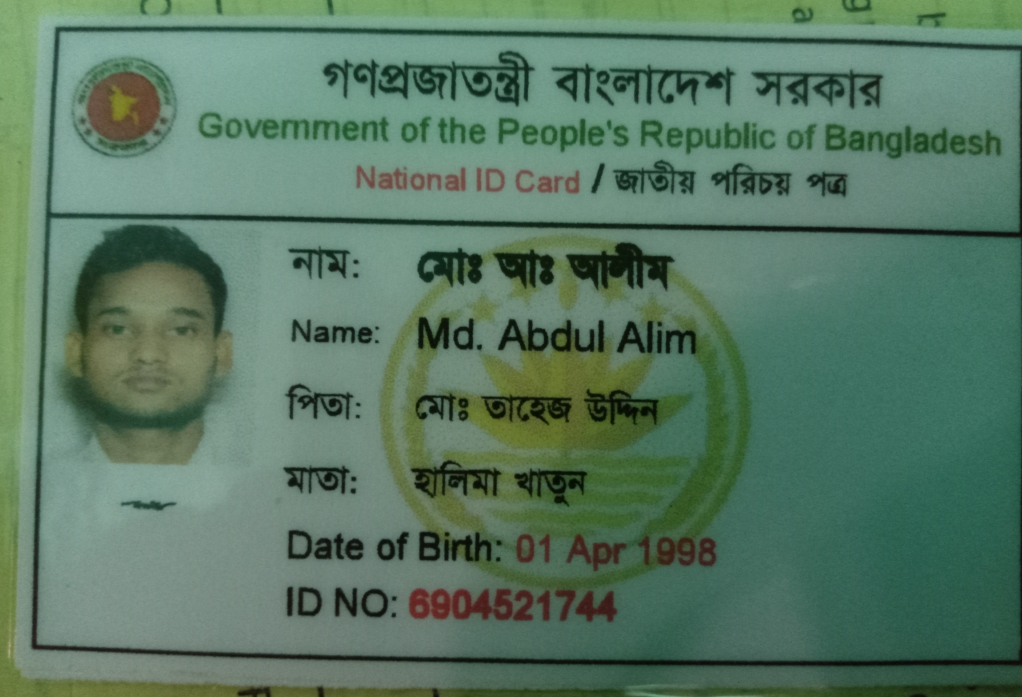 গণপ্রজাতন্ত্রী বাংলাদেশ সরকার
Government of the People's Republic of Bangladesh
National ID Card / জাতীয় পরিচয় পত্র
নাম: মোঃ আঃ আলীম
Name: Md. Abdul Alim
পিতা: মোঃ তাহেজ উদ্দিন
মাতা: হালিমা খাতুন
Date of Birth: 01 Apr 1998
ID NO: 6904521744